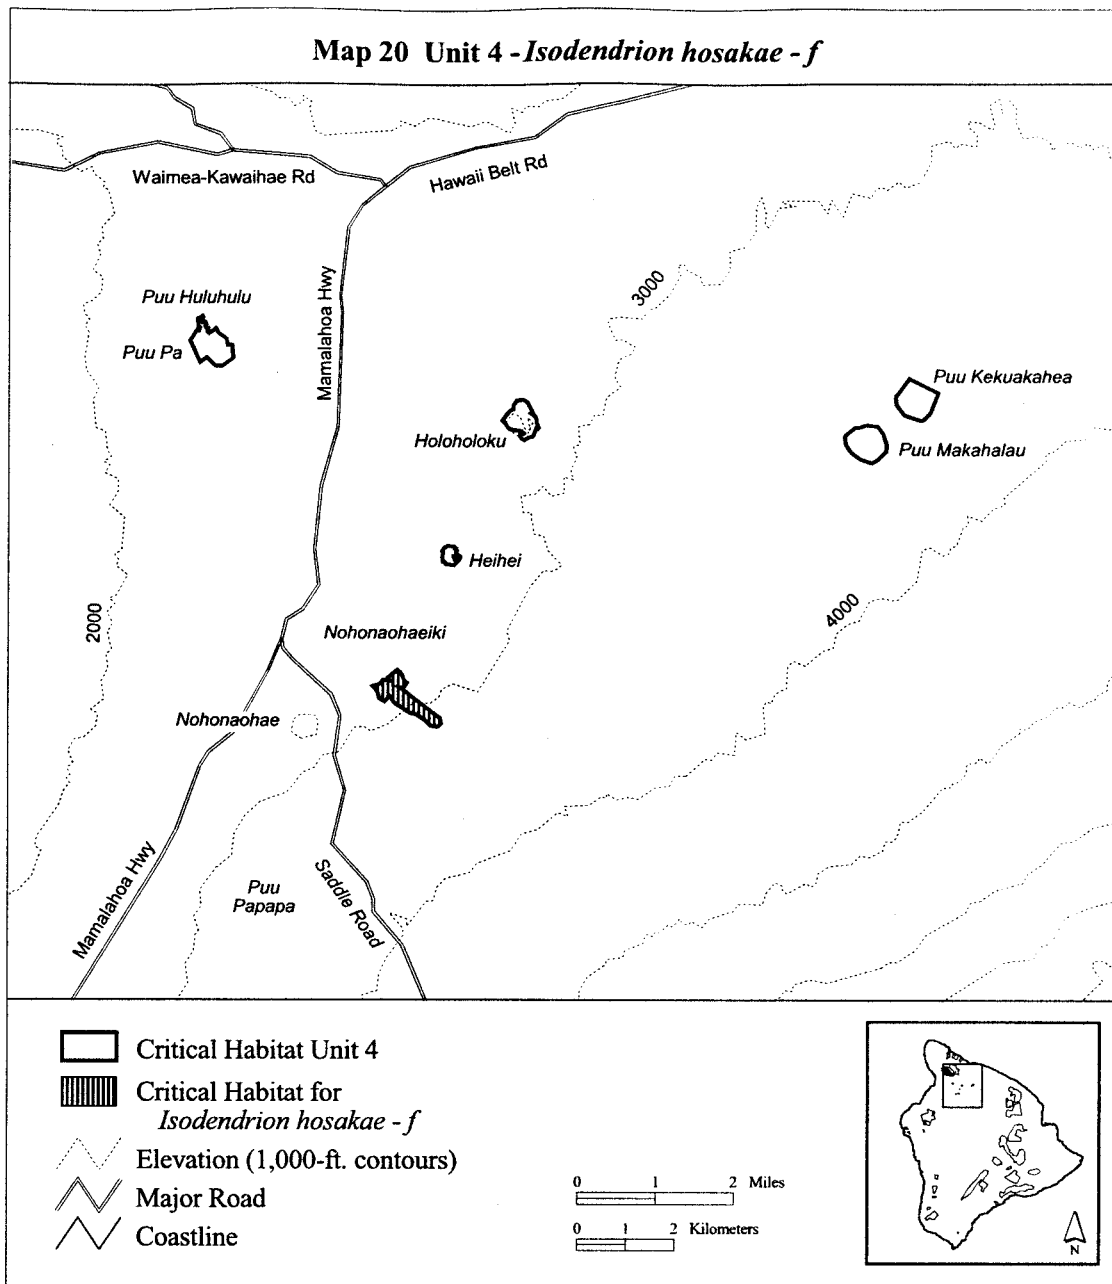 Map 20 Unit 4 - Isodendrion hosakae - f
Waimea-Kawaihae Rd
Hawaii Belt Rd
Mamalahoa Hwy
3000
Puu Huluhulu
Puu Pa
Puu Kekuakahea
Holoholoku
Puu Makahalau
Heihei
2000
4000
Nohonaohaeiki
Nohonaohae
Mamalahoa Hwy
Saddle Road
Puu
Papapa
Critical Habitat Unit 4
Critical Habitat for
Isodendrion hosakae - f
Elevation (1,000-ft. contours)
Major Road
Coastline
0 1 2 Miles
0 1 2 Kilometers
N